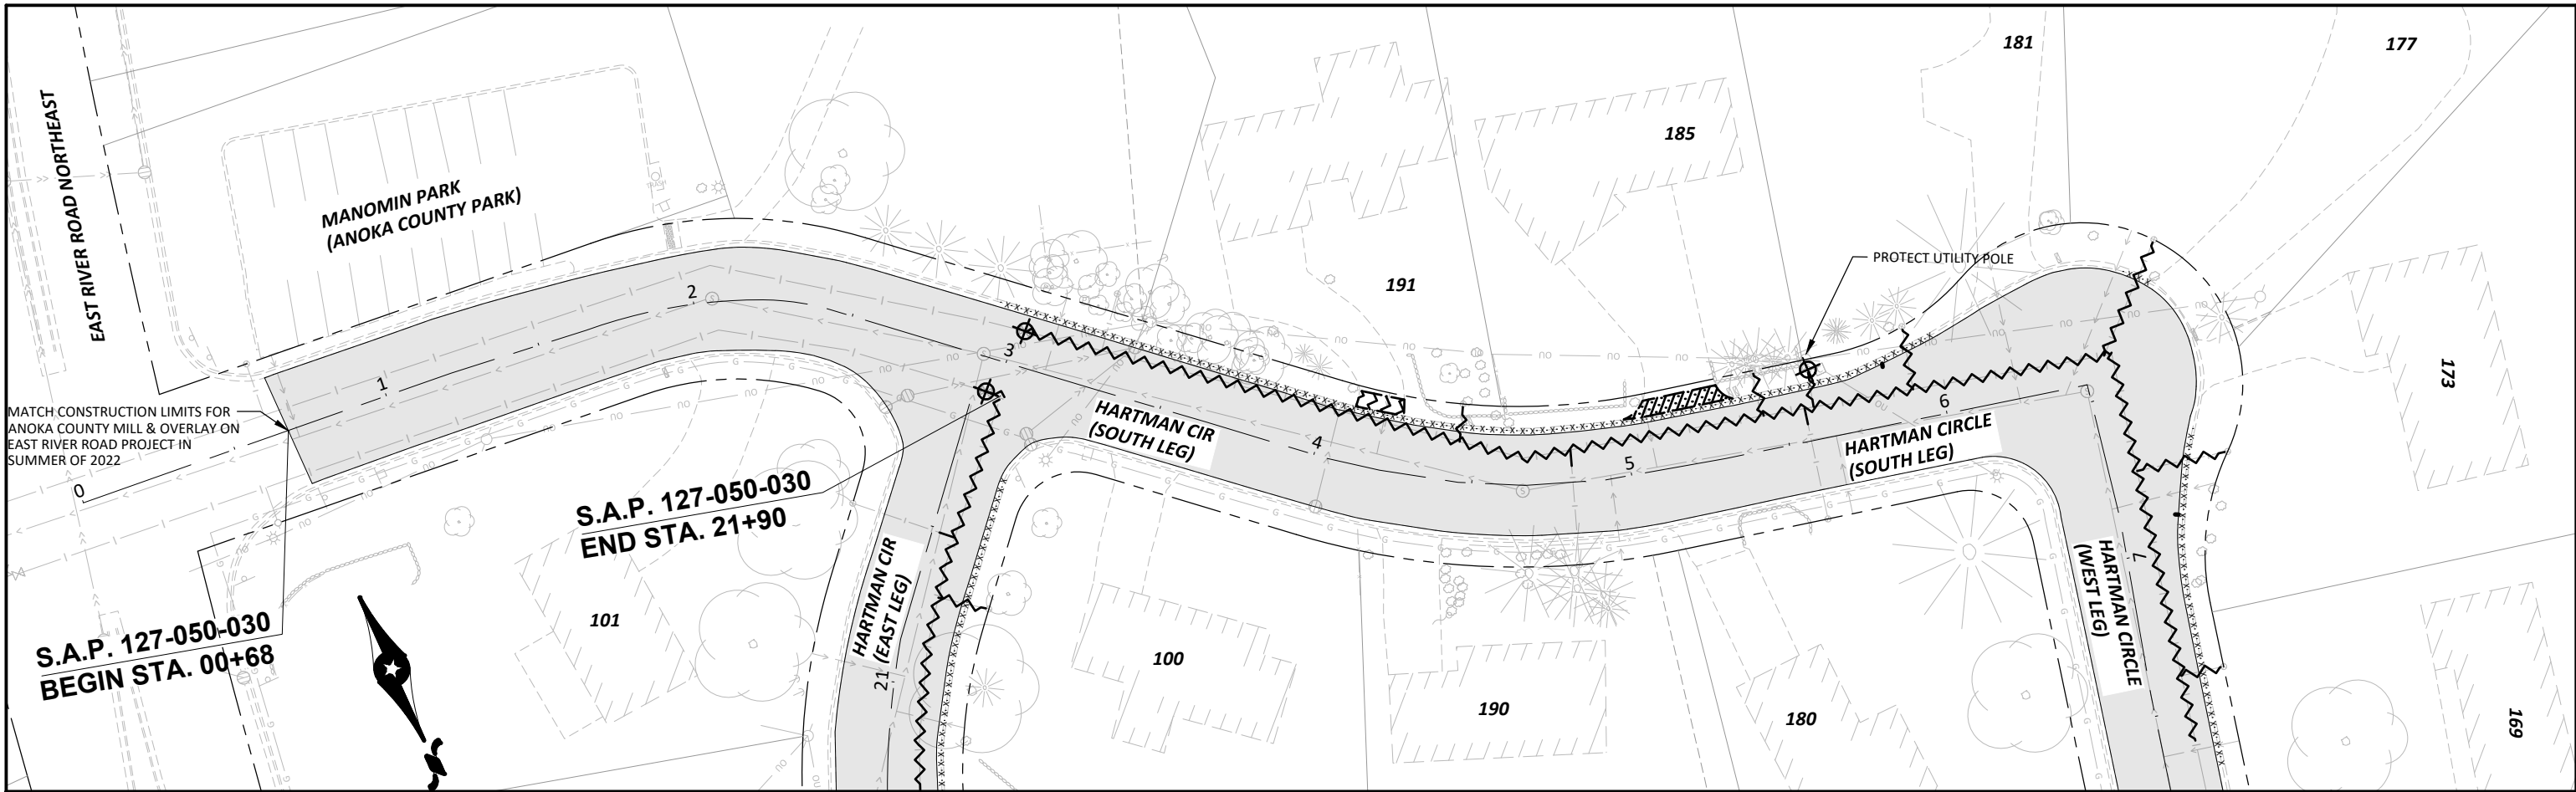 EAST RIVER ROAD NORTHEAST
MANOMIN PARK
(ANOKA COUNTY PARK)
181
177
185
191
PROTECT UTILITY POLE
173
169
MATCH CONSTRUCTION LIMITS FOR
ANOKA COUNTY MILL & OVERLAY ON
EAST RIVER ROAD PROJECT IN
SUMMER OF 2022
0
1
2
3
4
5
6
7
21
HARTMAN CIR
(SOUTH LEG)
HARTMAN CIRCLE
(SOUTH LEG)
HARTMAN CIRCLE
(WEST LEG)
HARTMAN CIR
(EAST LEG)
S.A.P. 127-050-030
END STA. 21+90
S.A.P. 127-050-030
BEGIN STA. 00+68
101
100
190
180